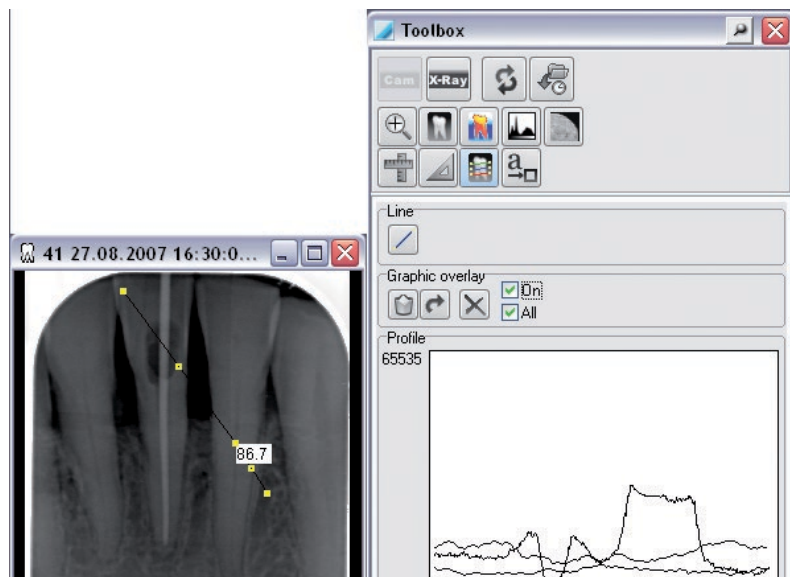 Toolbox
Cam
X-Ray
a
Line
Graphic overlay
On
All
Profile
65535
41 27.08.2007 16:30:0...
86.7